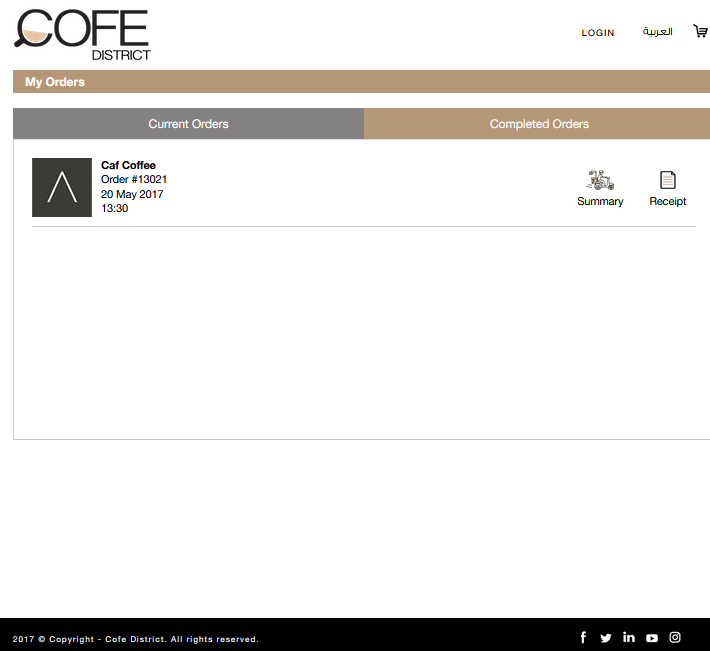 COFE
DISTRICT
LOGIN
العربية
My Orders
Current Orders
Completed Orders
Caf Coffee
Order #13021
20 May 2017
13:30
Summary
Receipt
2017 © Copyright - Cofe District. All rights reserved.